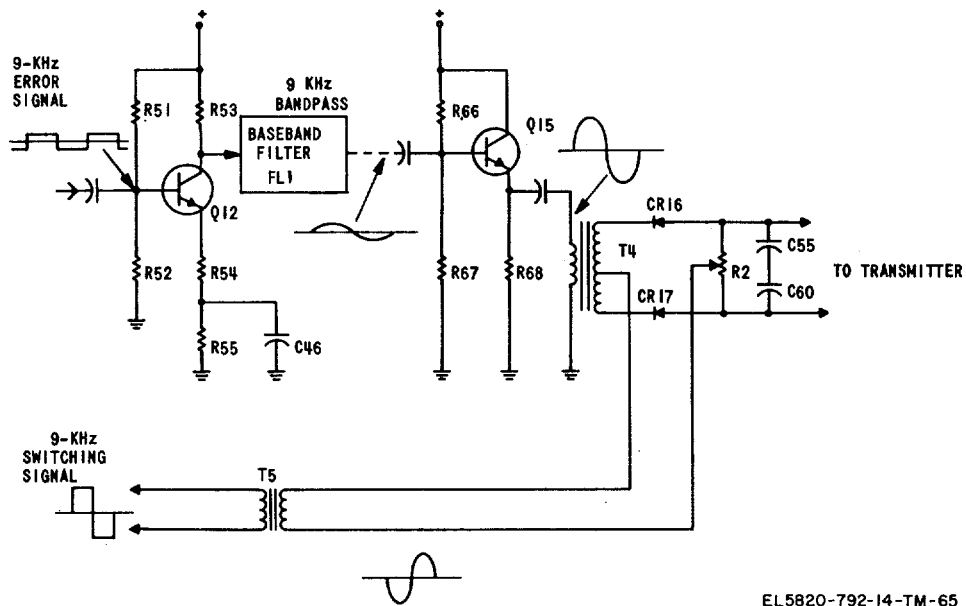 +
+
9-KHz
ERROR
SIGNAL
R51
R53
9 KHz
BANDPASS
BASEBAND
FILTER
FL1
R66
Q15
Q12
CR16
R52
R54
R67
R68
T4
R2
C55
C60
TO TRANSMITTER
CR17
R55
C46
9-KHz
SWITCHING
SIGNAL
T5
EL5820-792-14-TM-65